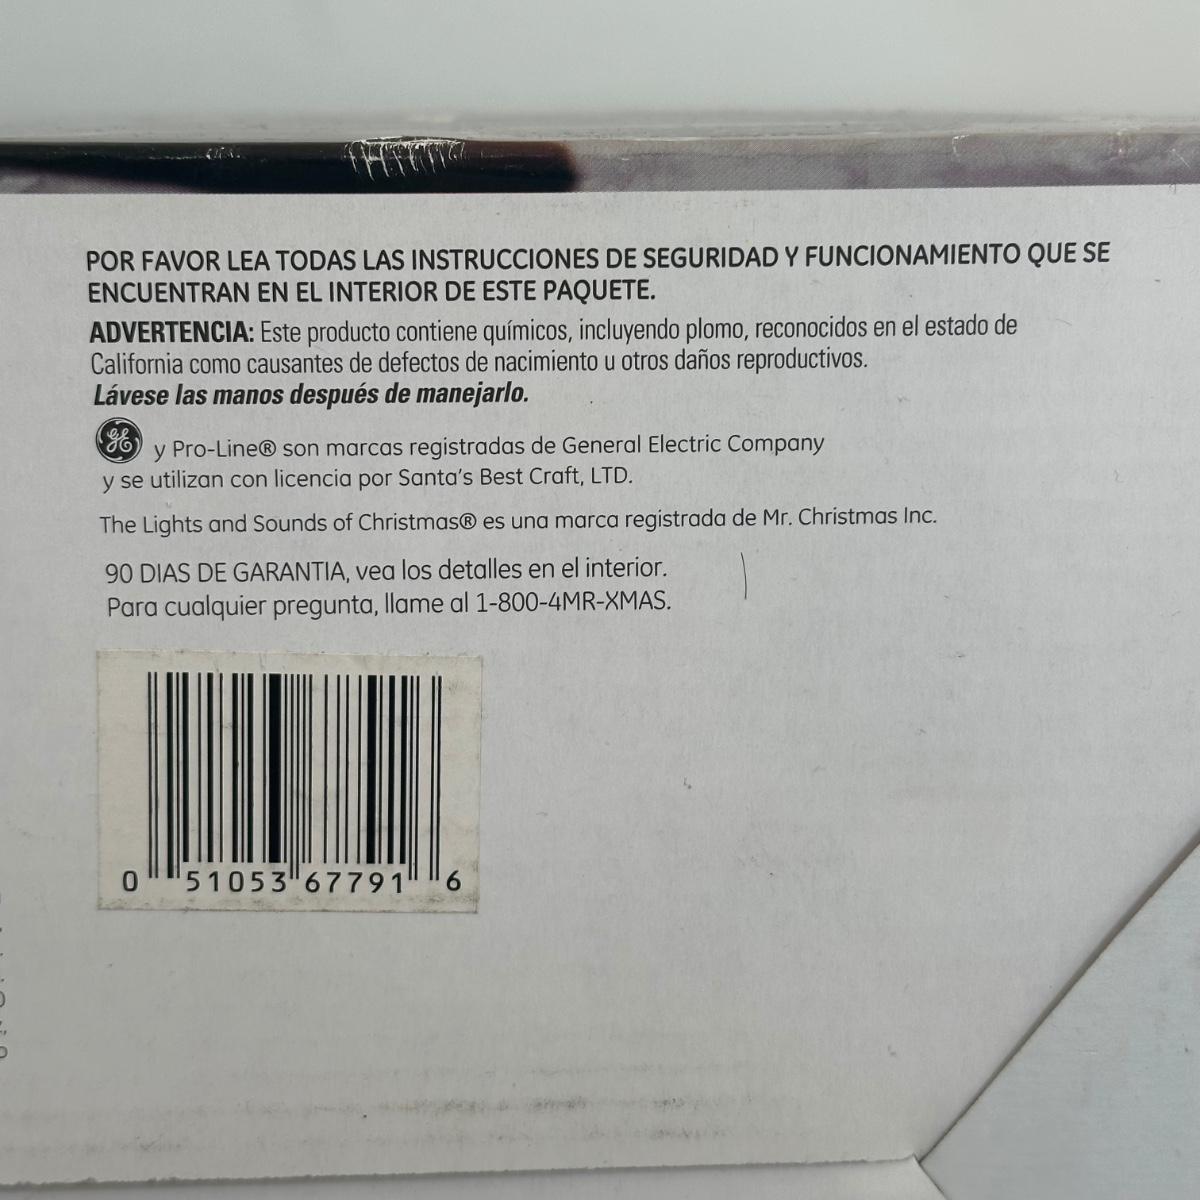 POR FAVOR LEA TODAS LAS INSTRUCCIONES DE SEGURIDAD Y FUNCIONAMIENTO QUE SE
ENCUENTRAN EN EL INTERIOR DE ESTE PAQUETE.
ADVERTENCIA: Este producto contiene químicos, incluyendo plomo, reconocidos en el estado de
California como causantes de defectos de nacimiento u otros daños reproductivos.
Lávese las manos después de manejarlo.
GE y Pro-Line® son marcas registradas de General Electric Company
y se utilizan con licencia por Santa's Best Craft, LTD.
The Lights and Sounds of Christmas® es una marca registrada de Mr. Christmas Inc.
90 DIAS DE GARANTIA, vea los detalles en el interior.
Para cualquier pregunta, llame al 1-800-4MR-XMAS.
0 51053 67791 6